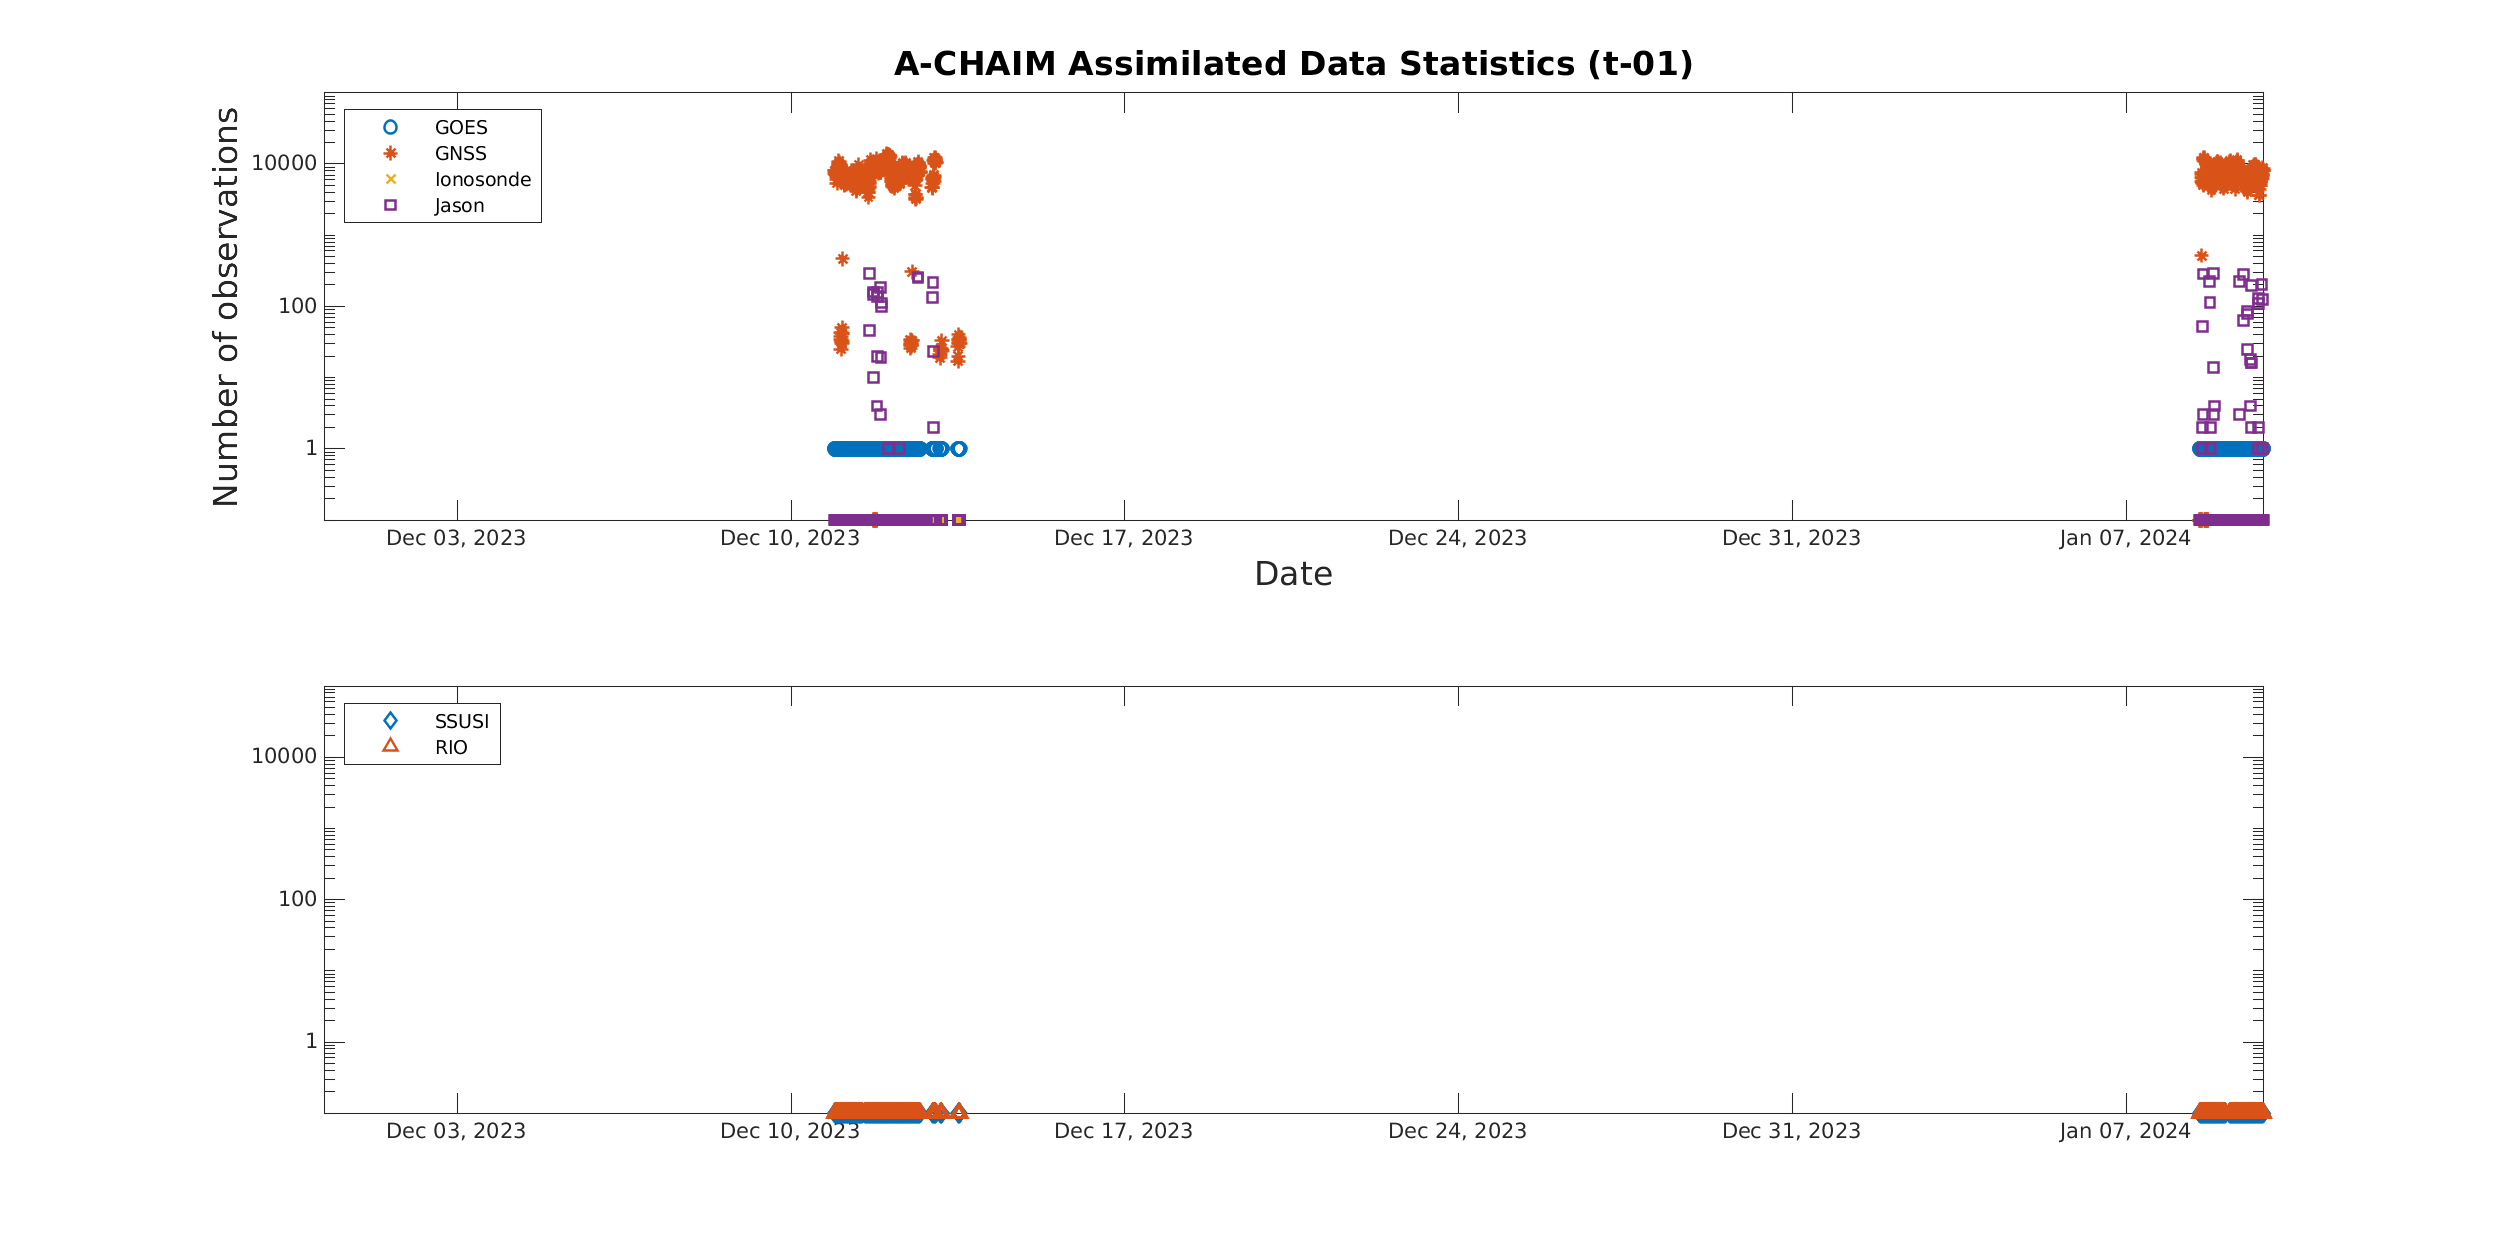 A-CHAIM Assimilated Data Statistics (t-01)
Number of observations
10000
100
1
GOES
GNSS
Ionosonde
Jason
Dec 03, 2023
Dec 10, 2023
Dec 17, 2023
Dec 24, 2023
Dec 31, 2023
Jan 07, 2024
Date
10000
100
1
SSUSI
RIO
Dec 03, 2023
Dec 10, 2023
Dec 17, 2023
Dec 24, 2023
Dec 31, 2023
Jan 07, 2024